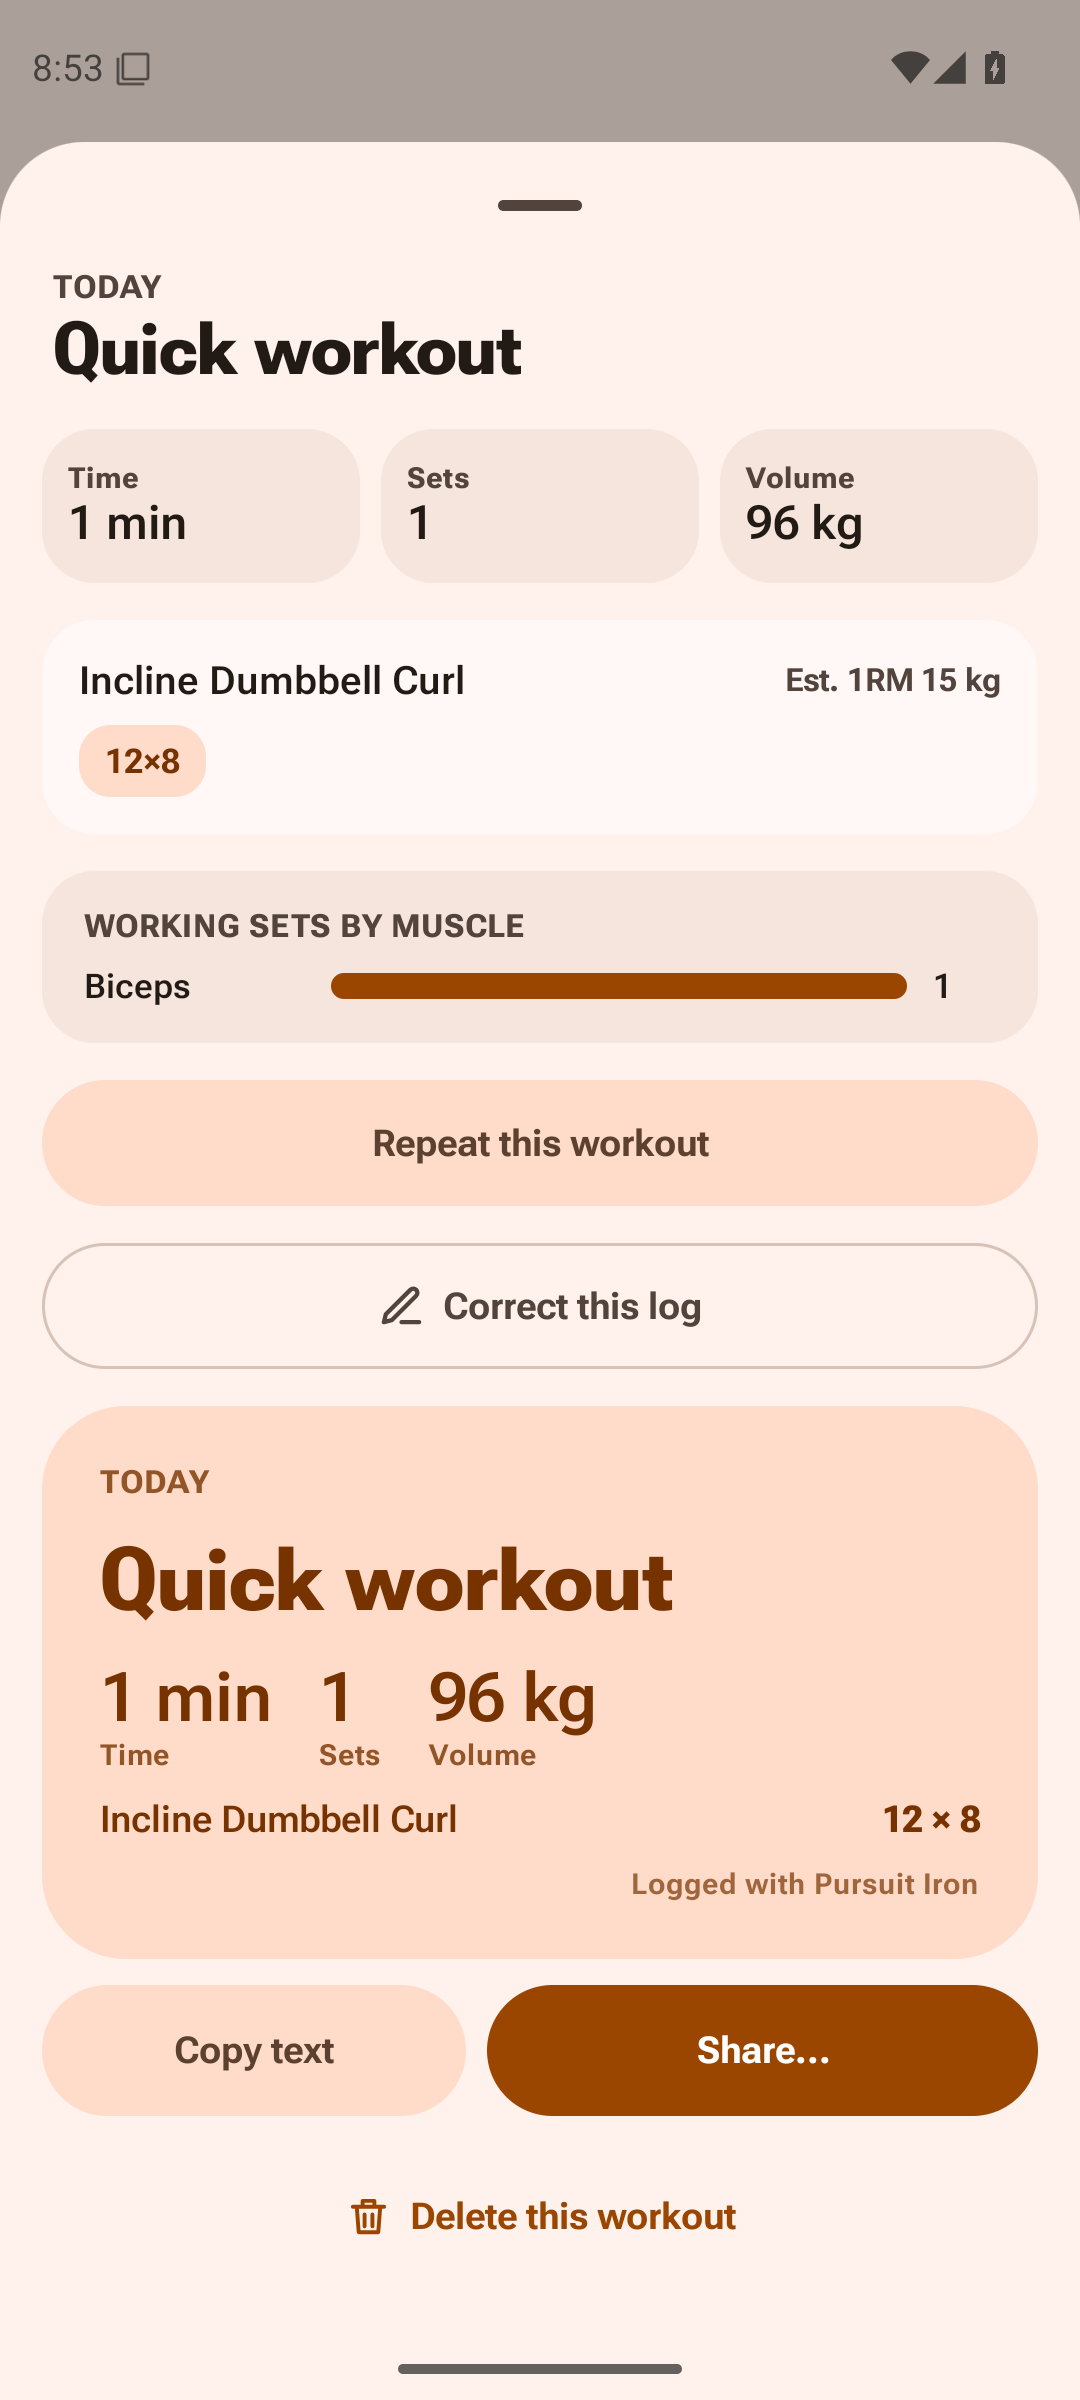 8:53
TODAY
Quick workout
Time
1 min
Sets
1
Volume
96 kg
Incline Dumbbell Curl
Est. 1RM 15 kg
12×8
WORKING SETS BY MUSCLE
Biceps
1
Repeat this workout
Correct this log
TODAY
Quick workout
1 min 1 96 kg
Time Sets Volume
Incline Dumbbell Curl
12 × 8
Logged with Pursuit Iron
Copy text
Share...
Delete this workout